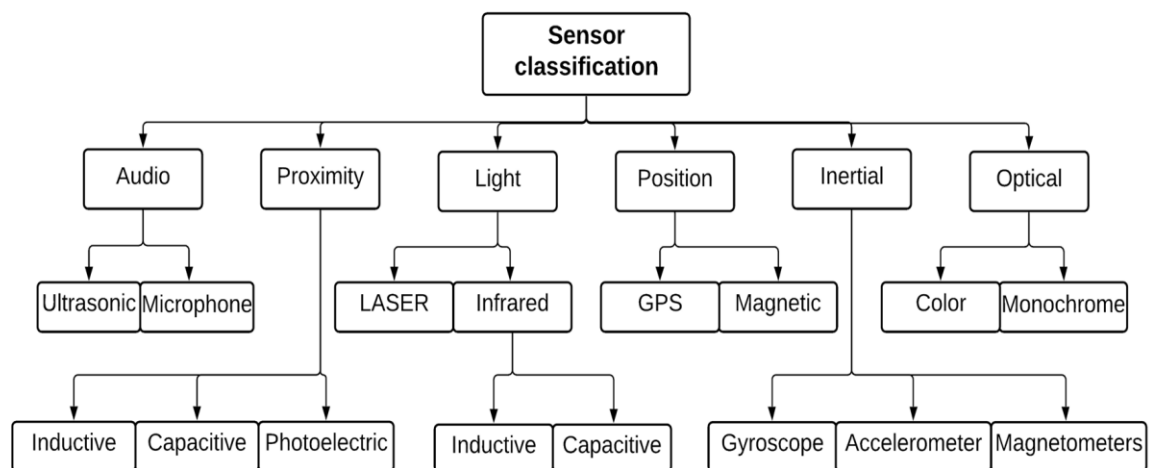 Sensor
classification
Audio
Proximity
Light
Position
Inertial
Optical
Ultrasonic
Microphone
LASER
Infrared
GPS
Magnetic
Color
Monochrome
Inductive
Capacitive
Photoelectric
Inductive
Capacitive
Gyroscope
Accelerometer
Magnetometers